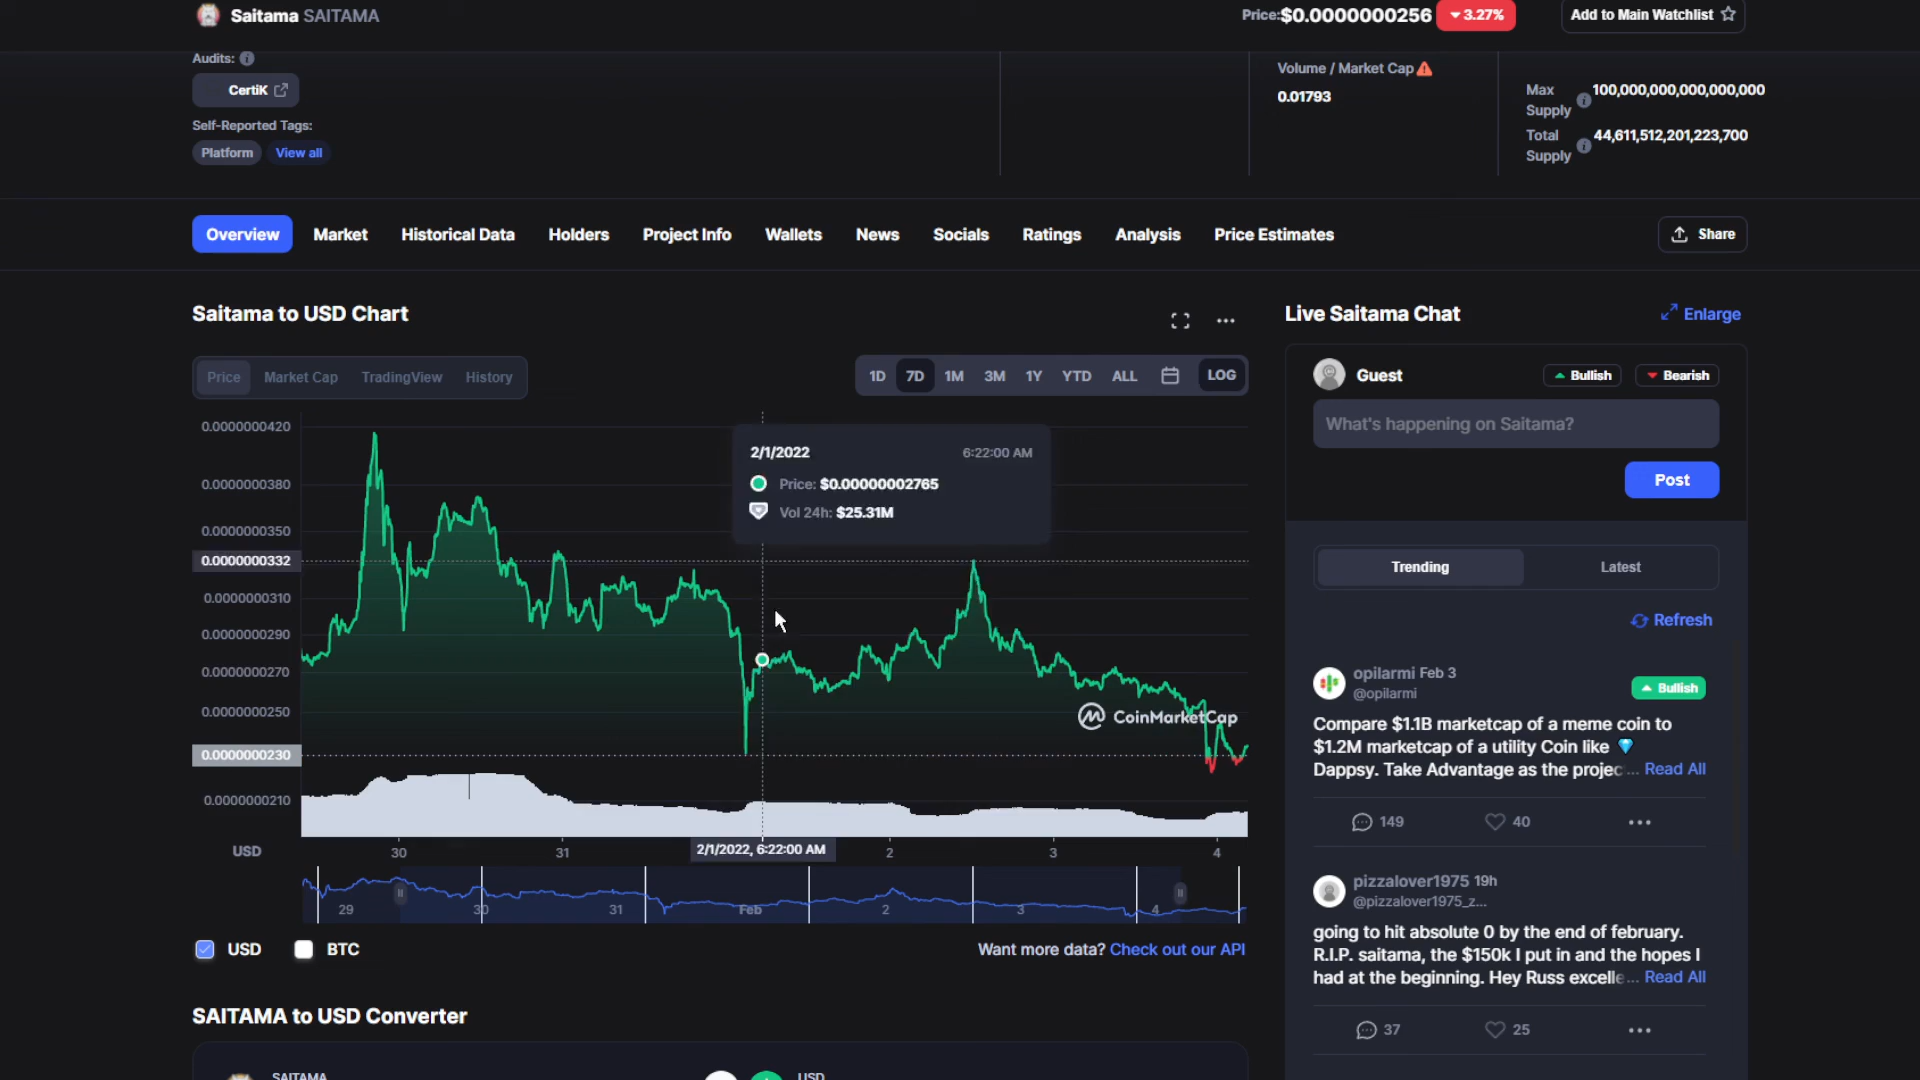 Saitama SAITAMA
Price:$0.0000000256
3.27%
Add to Main Watchlist
Audits:
CertiK
Self-Reported Tags:
Platform
View all
Volume / Market Cap
0.01793
Max Supply
100,000,000,000,000,000
Total Supply
44,611,512,201,223,700
Overview
Market
Historical Data
Holders
Project Info
Wallets
News
Socials
Ratings
Analysis
Price Estimates
Share
Saitama to USD Chart
Price
Market Cap
TradingView
History
1D
7D
1M
3M
1Y
YTD
ALL
LOG
0.0000000420
0.0000000380
0.0000000350
0.0000000332
0.0000000310
0.0000000290
0.0000000270
0.0000000250
0.0000000230
0.0000000210
2/1/2022
6:22:00 AM
Price: $0.00000002765
Vol 24h: $25.31M
CoinMarketCap
USD
30
31
2/1/2022, 6:22:00 AM
2
3
4
29
30
31
Feb
2
3
4
USD
BTC
Want more data? Check out our API
SAITAMA to USD Converter
SAITAMA
USD
Live Saitama Chat
Enlarge
Guest
Bullish
Bearish
What's happening on Saitama?
Post
Trending
Latest
Refresh
opilarmi Feb 3
@opilarmi
Bullish
Compare $1.1B marketcap of a meme coin to
$1.2M marketcap of a utility Coin like 💎
Dappsy. Take Advantage as the projec... Read All
149
40
pizzalover1975 19h
@pizzalover1975_z...
going to hit absolute 0 by the end of february.
R.I.P. saitama, the $150k I put in and the hopes I
had at the beginning. Hey Russ excelle... Read All
37
25